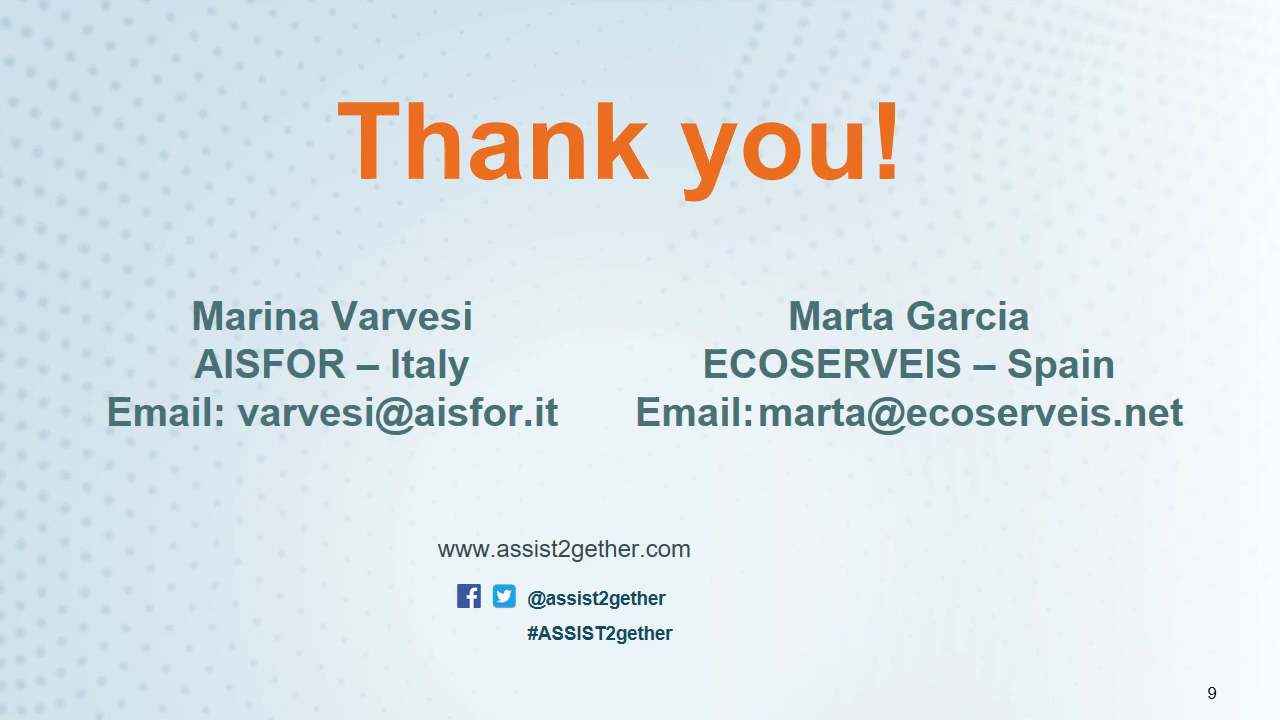 Thank you!
Marina Varvesi
AISFOR – Italy
Email: varvesi@aisfor.it
Marta Garcia
ECOSERVEIS – Spain
Email: marta@ecoserveis.net
www.assist2gether.com
@assist2gether
#ASSIST2gether
9